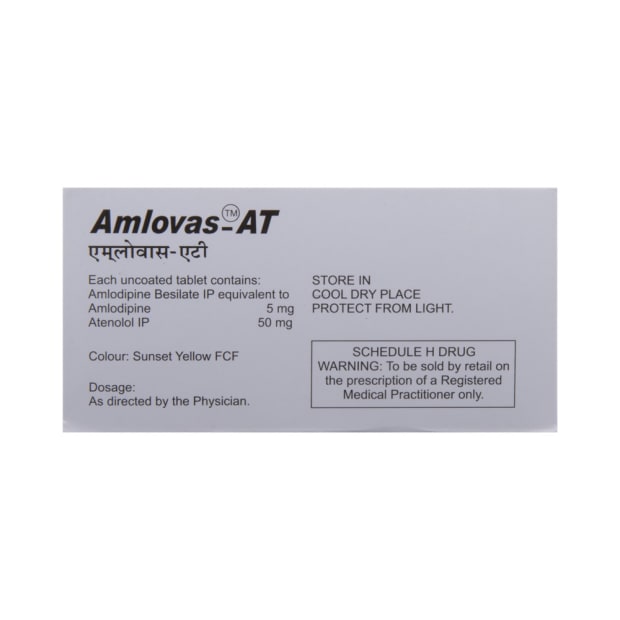 Amlovas™-AT
एम्लोवास-एटी
Each uncoated tablet contains:
Amlodipine Besilate IP equivalent to
Amlodipine 5 mg
Atenolol IP 50 mg
Colour: Sunset Yellow FCF
Dosage:
As directed by the Physician.
STORE IN
COOL DRY PLACE
PROTECT FROM LIGHT.
SCHEDULE H DRUG
WARNING: To be sold by retail on
the prescription of a Registered
Medical Practitioner only.